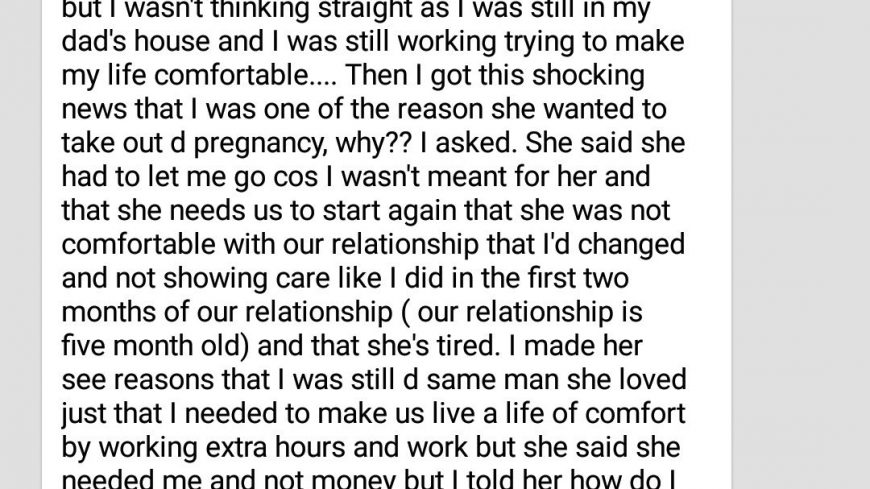 but I wasn't thinking straight as I was still in my
dad's house and I was still working trying to make
my life comfortable.... Then I got this shocking
news that I was one of the reason she wanted to
take out d pregnancy, why?? I asked. She said she
had to let me go cos I wasn't meant for her and
that she needs us to start again that she was not
comfortable with our relationship that I'd changed
and not showing care like I did in the first two
months of our relationship ( our relationship is
five month old) and that she's tired. I made her
see reasons that I was still d same man she loved
just that I needed to make us live a life of comfort
by working extra hours and work but she said she
needed me and not money but I told her how do I